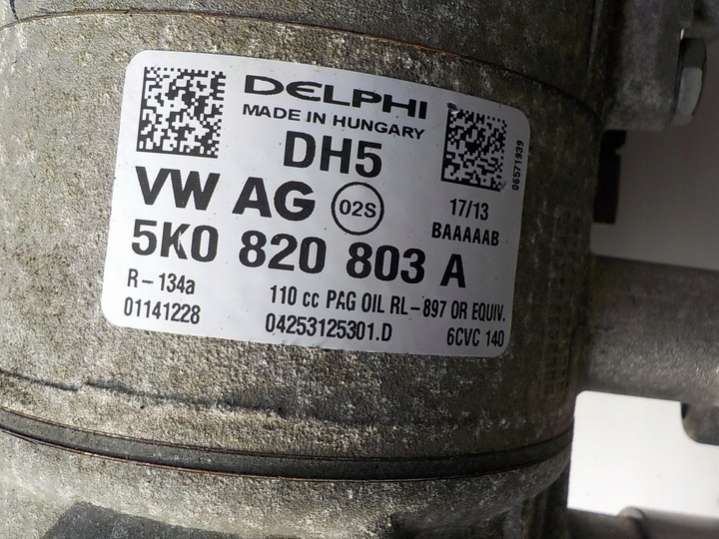 DELPHI
MADE IN HUNGARY
DH5
VW AG 02S 17/13
BAAAAAB
5K0 820 803 A
R-134a 110 cc PAG OIL RL-897 OR EQUIV.
01141228 04253125301.D 6CVC 140
06571939